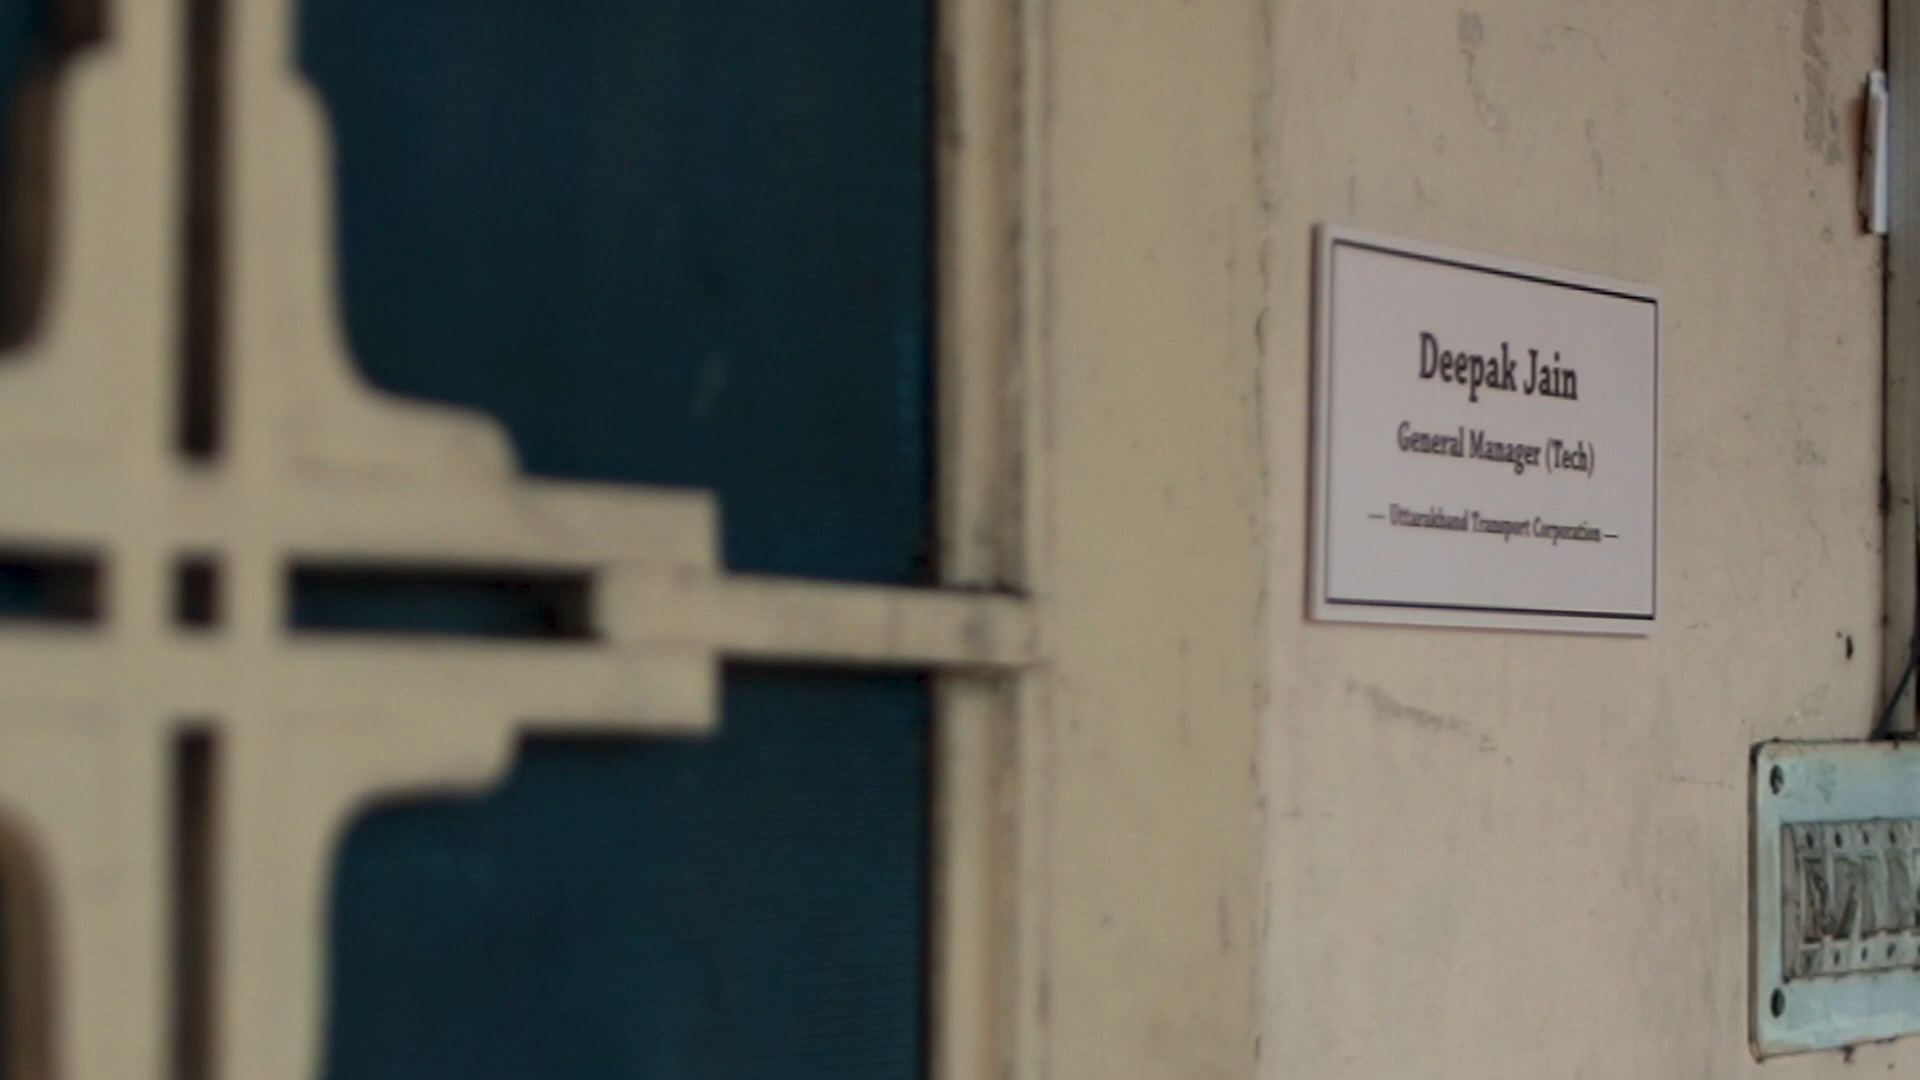 Deepak Jain
General Manager (Tech)
— Uttarakhand Transport Corporation —